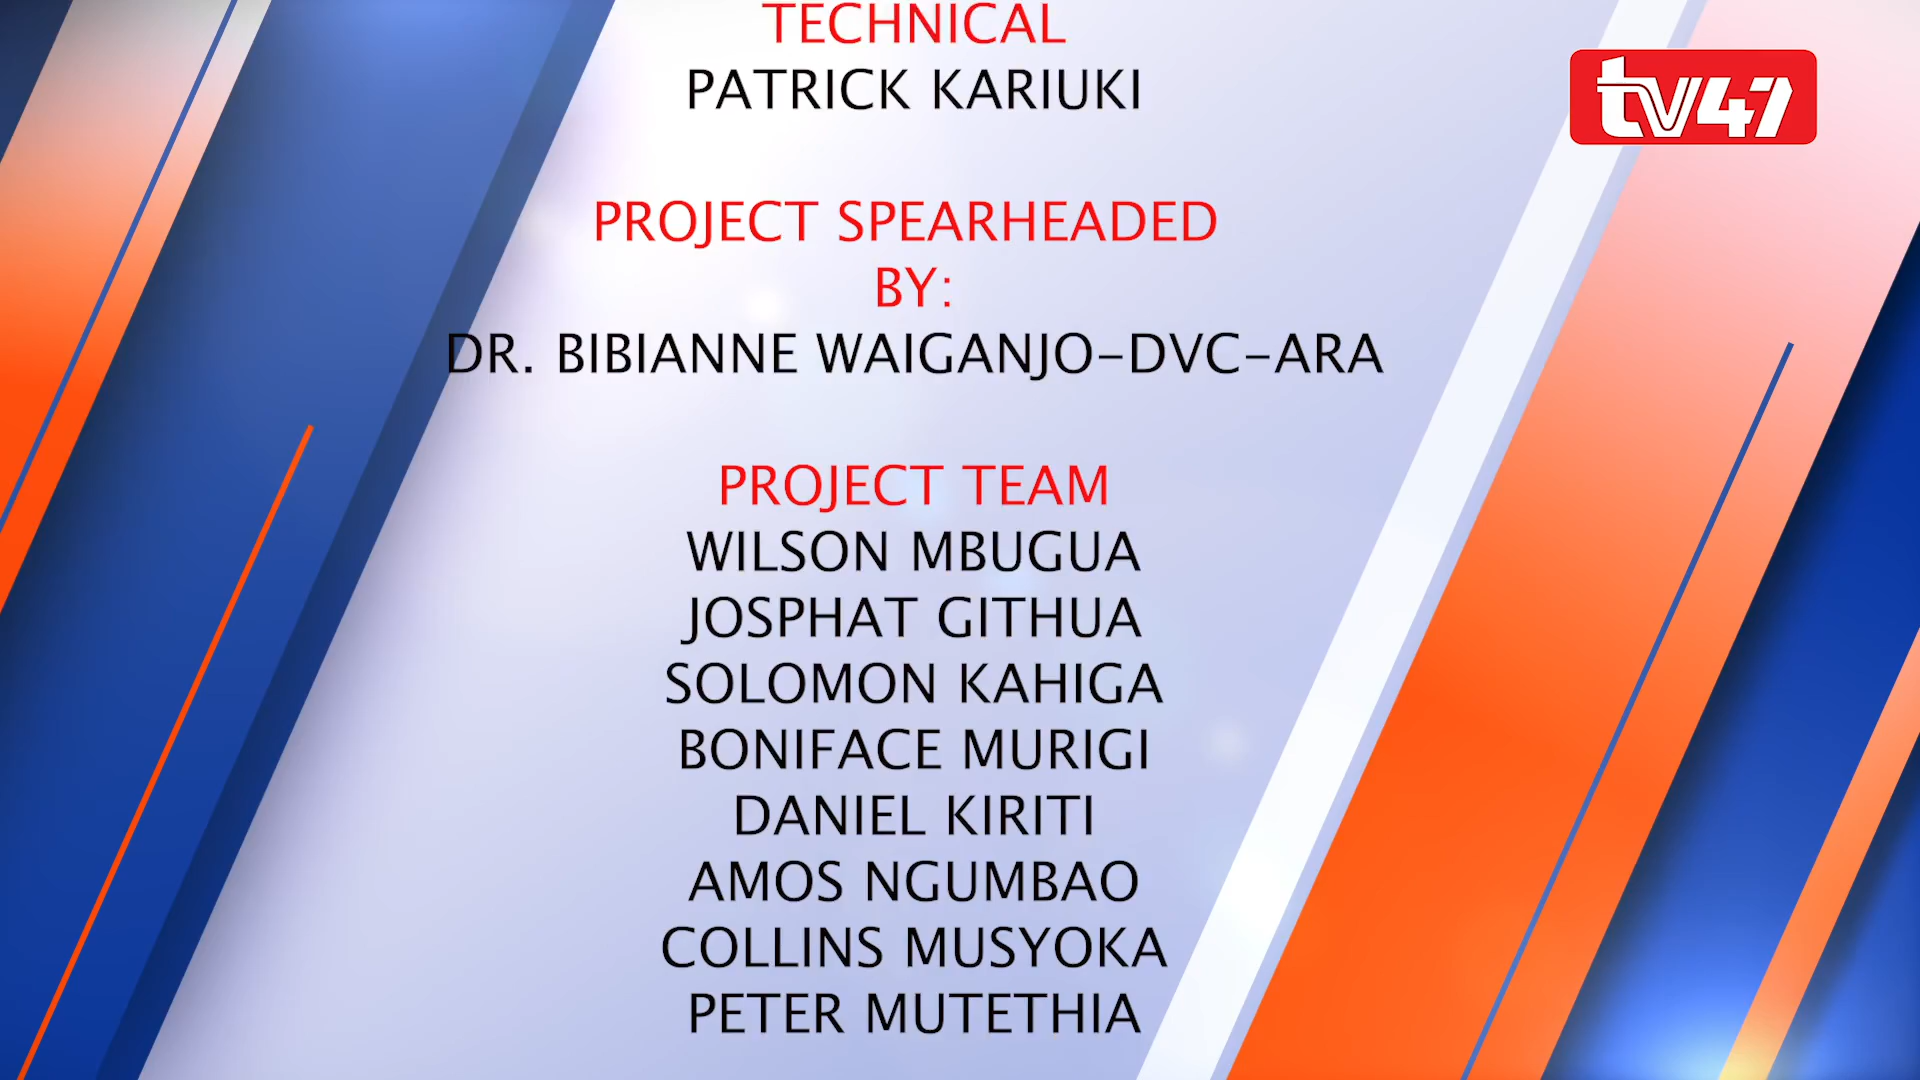 TECHNICAL
PATRICK KARIUKI
tv47
PROJECT SPEARHEADED
BY:
DR. BIBIANNE WAIGANJO-DVC-ARA
PROJECT TEAM
WILSON MBUGUA
JOSPHAT GITHUA
SOLOMON KAHIGA
BONIFACE MURIGI
DANIEL KIRITI
AMOS NGUMBAO
COLLINS MUSYOKA
PETER MUTETHIA